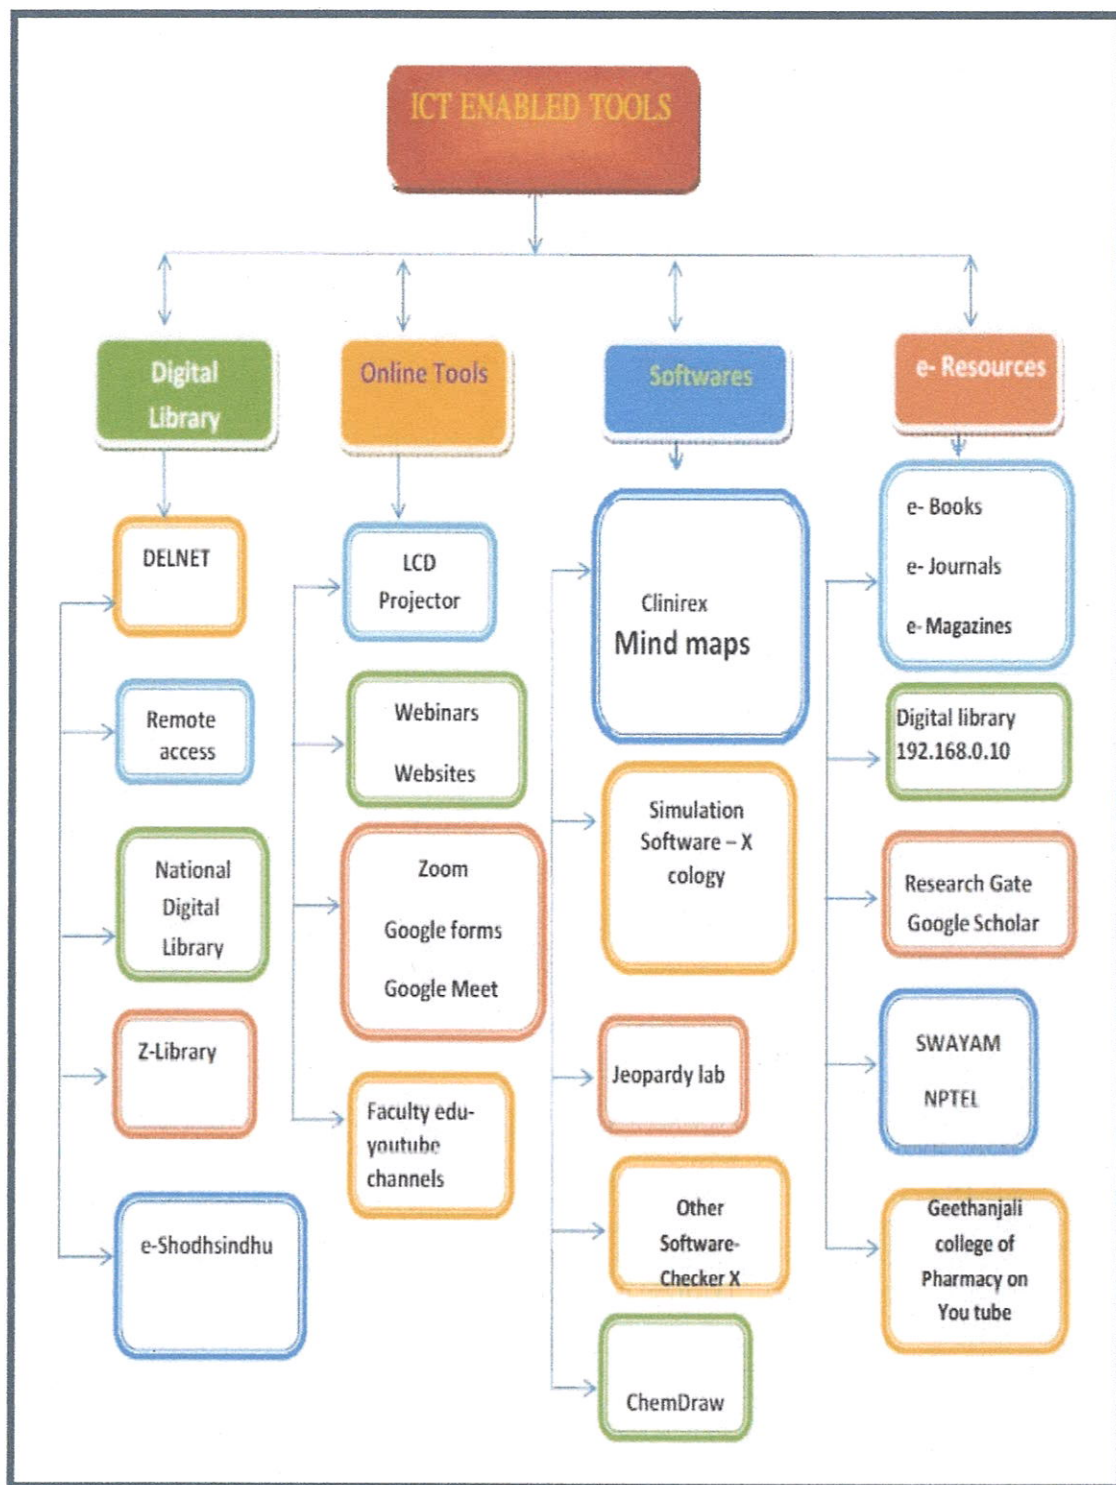 ICT ENABLED TOOLS
Digital
Library
DELNET
Remote
access
National
Digital
Library
Z-Library
e-Shodhsindhu
Online Tools
LCD
Projector
Webinars
Websites
Zoom
Google forms
Google Meet
Faculty edu-
youtube
channels
Softwares
Clinirex
Mind maps
Simulation
Software – X
cology
Jeopardy lab
Other
Software-
Checker X
ChemDraw
e- Resources
e- Books
e- Journals
e- Magazines
Digital library
192.168.0.10
Research Gate
Google Scholar
SWAYAM
NPTEL
Geethanjali
college of
Pharmacy on
You tube